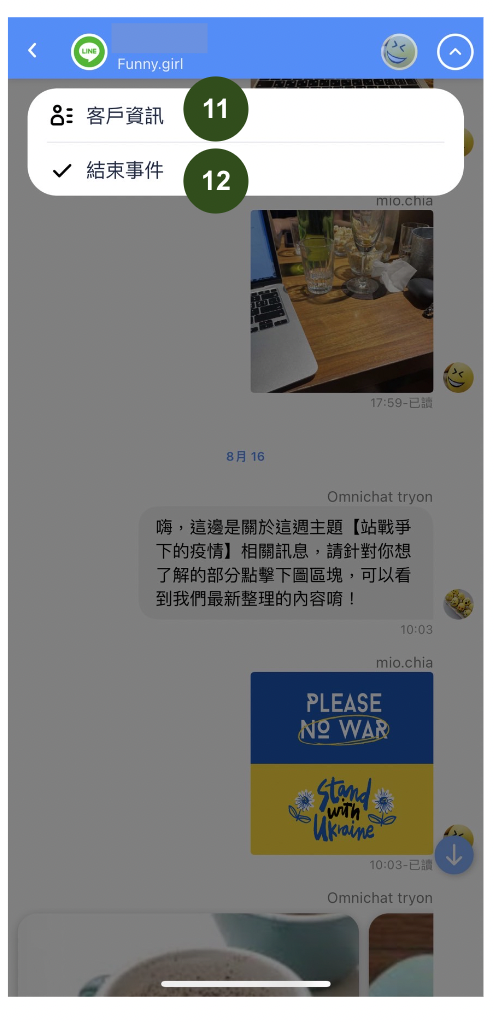 LINE
Funny.girl
客戶資訊
11
結束事件
12
mio.chia
17:59-已讀
8月 16
Omnichat tryon
嗨，這邊是關於這週主題【站戰爭
下的疫情】相關訊息，請針對你想
了解的部分點擊下圖區塊，可以看
到我們最新整理的內容唷！
10:03
mio.chia
PLEASE
NO WAR
Stand
with
Ukraine
10:03-已讀
Omnichat tryon